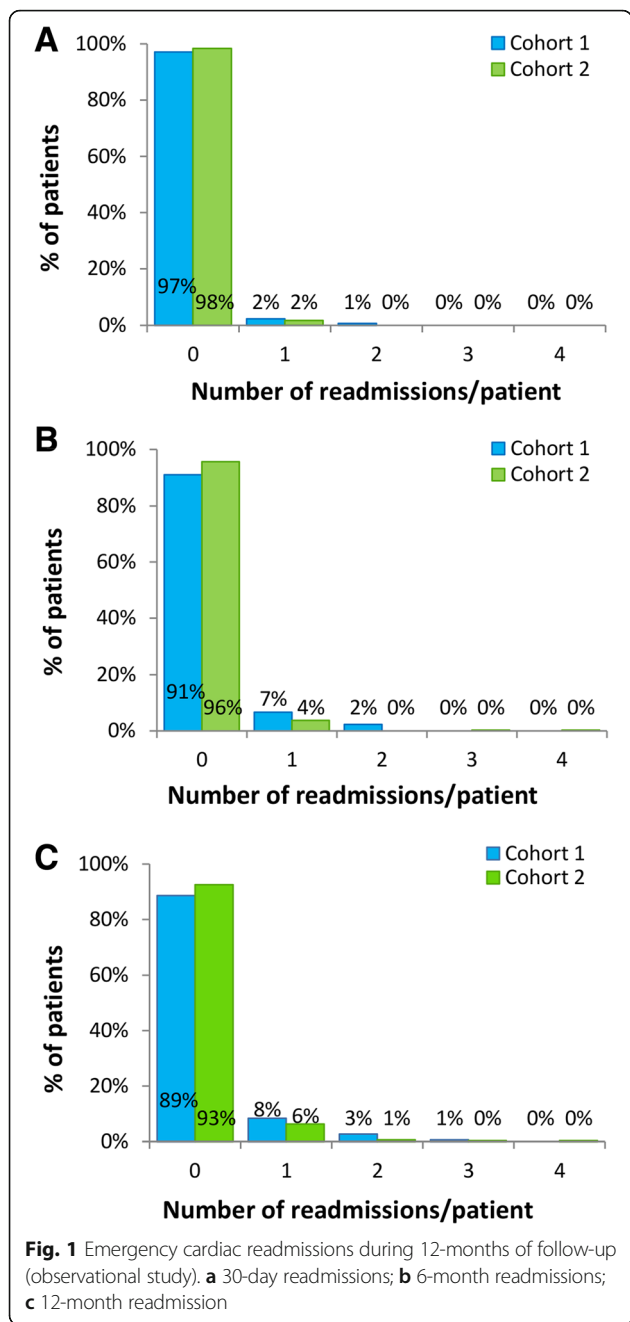 A
100%
80%
60%
40%
20%
0%
% of patients
Cohort 1
Cohort 2
97% 98% 2% 2% 1% 0% 0% 0% 0% 0%
0 1 2 3 4
Number of readmissions/patient
B
100%
80%
60%
40%
20%
0%
% of patients
Cohort 1
Cohort 2
91% 96% 7% 4% 2% 0% 0% 0% 0% 0%
0 1 2 3 4
Number of readmissions/patient
C
100%
80%
60%
40%
20%
0%
% of patients
Cohort 1
Cohort 2
89% 93% 8% 6% 3% 1% 1% 0% 0% 0%
0 1 2 3 4
Number of readmissions/patient
Fig. 1 Emergency cardiac readmissions during 12-months of follow-up
(observational study). a 30-day readmissions; b 6-month readmissions;
c 12-month readmission